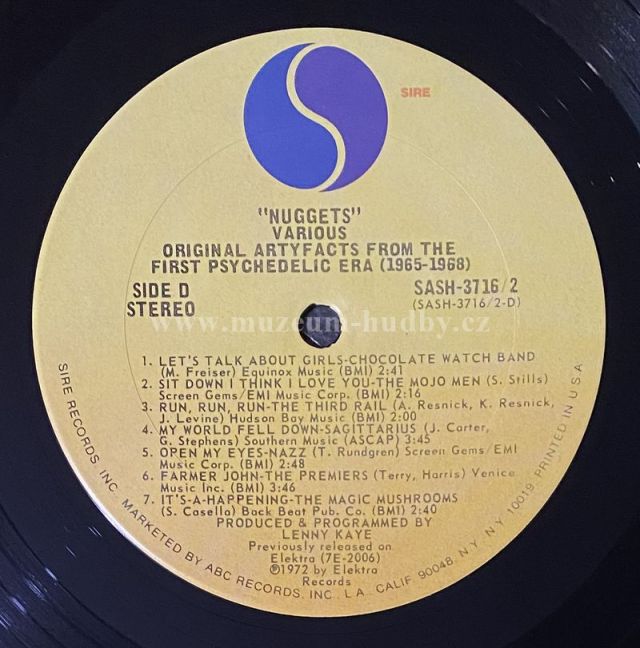 SIRE
"NUGGETS"
VARIOUS
ORIGINAL ARTYFACTS FROM THE
FIRST PSYCHEDELIC ERA (1965-1968)
SIDE D
STEREO
SASH-3716/2
(SASH-3716/2-D)
www.muzeum-hudby.cz
1. LET'S TALK ABOUT GIRLS-CHOCOLATE WATCH BAND
(M. Freiser) Equinox Music (BMI) 2:41
2. SIT DOWN I THINK I LOVE YOU-THE MOJO MEN (S. Stills)
Screen Gems/EMI Music Corp. (BMI) 2:16
3. RUN, RUN, RUN-THE THIRD RAIL (A. Resnick, K. Resnick,
J. Levine) Hudson Bay Music (BMI) 2:00
4. MY WORLD FELL DOWN-SAGITTARIUS (J. Carter,
G. Stephens) Southern Music (ASCAP) 3:45
5. OPEN MY EYES-NAZZ (T. Rundgren) Screen Gems/EMI
Music Corp. (BMI) 2:48
6. FARMER JOHN-THE PREMIERS (Terry, Harris) Venice
Music Inc. (BMI) 3:46
7. IT'S-A-HAPPENING-THE MAGIC MUSHROOMS
(S. Casello) Back Beat Pub. Co. (BMI) 2:40
PRODUCED & PROGRAMMED BY
LENNY KAYE
Previously released on
Elektra (7E-2006)
℗1972 by Elektra
Records
SIRE RECORDS, INC. MARKETED BY ABC RECORDS, INC., L.A., CALIF. 90048, N.Y., N.Y. 10019. PRINTED IN U.S.A.